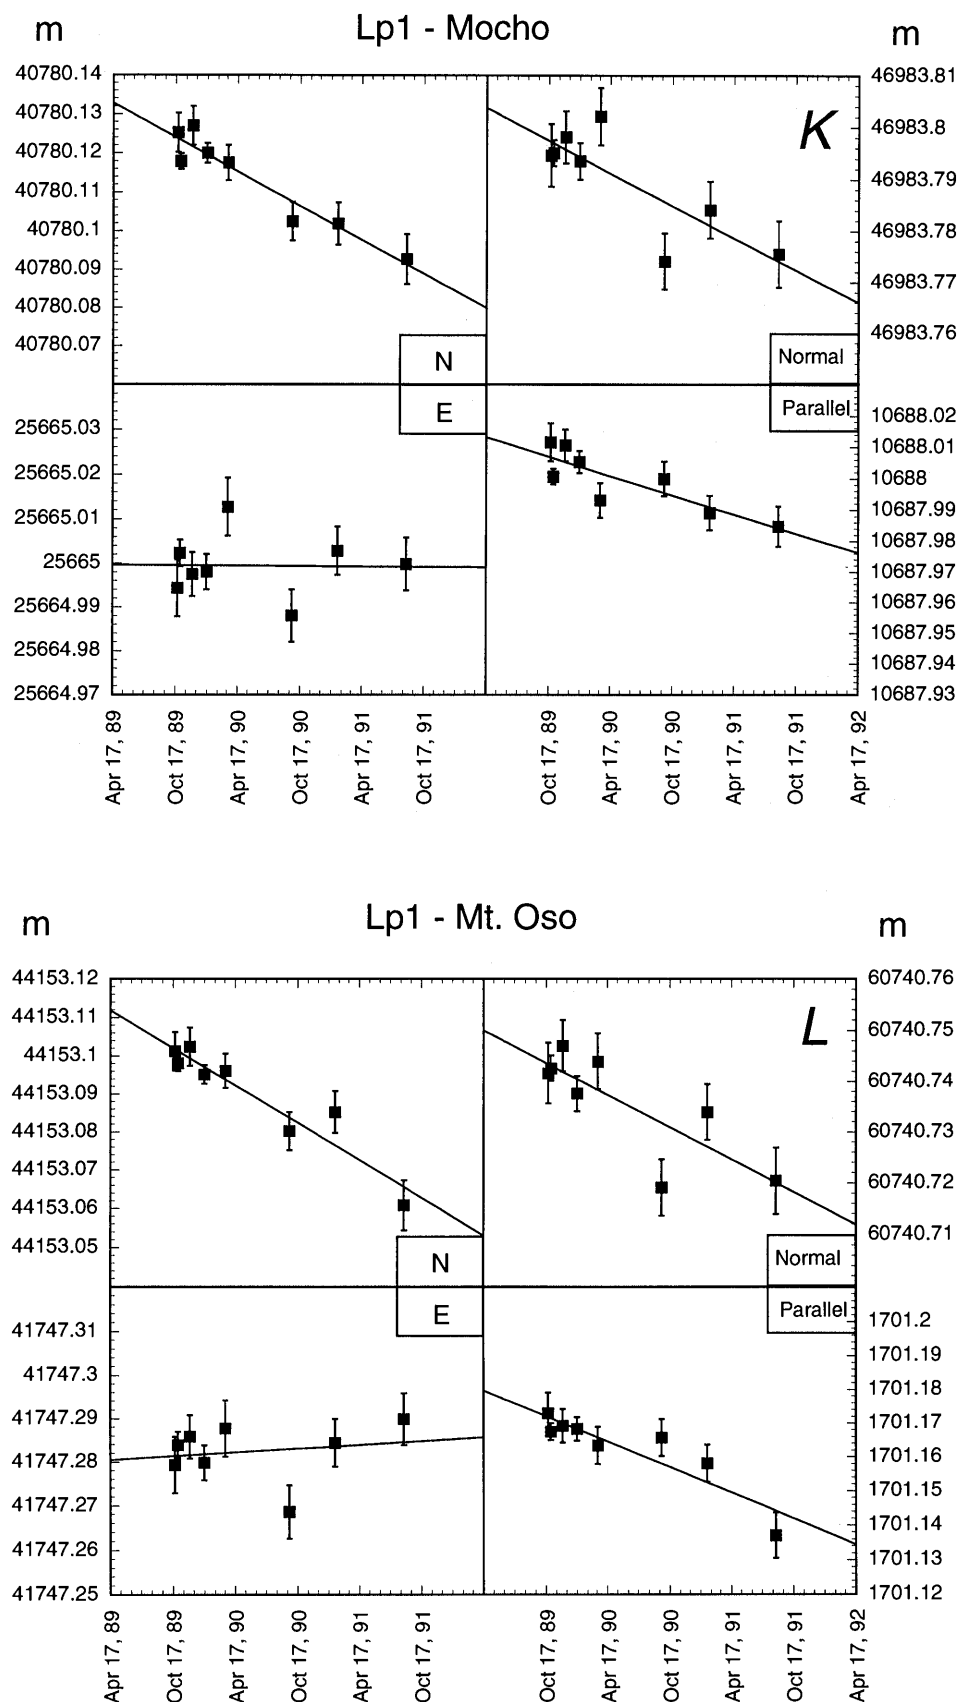 Lp1 - Mocho
m
m
40780.14
40780.13
40780.12
40780.11
40780.1
40780.09
40780.08
40780.07
46983.81
46983.8
46983.79
46983.78
46983.77
46983.76
K
N
Normal
E
Parallel
25665.03
25665.02
25665.01
25665
25664.99
25664.98
25664.97
10688.02
10688.01
10688
10687.99
10687.98
10687.97
10687.96
10687.95
10687.94
10687.93
Apr 17, 89
Oct 17, 89
Apr 17, 90
Oct 17, 90
Apr 17, 91
Oct 17, 91
Oct 17, 89
Apr 17, 90
Oct 17, 90
Apr 17, 91
Oct 17, 91
Apr 17, 92
Lp1 - Mt. Oso
m
m
44153.12
44153.11
44153.1
44153.09
44153.08
44153.07
44153.06
44153.05
60740.76
60740.75
60740.74
60740.73
60740.72
60740.71
L
N
Normal
E
Parallel
41747.31
41747.3
41747.29
41747.28
41747.27
41747.26
41747.25
1701.2
1701.19
1701.18
1701.17
1701.16
1701.15
1701.14
1701.13
1701.12
Apr 17, 89
Oct 17, 89
Apr 17, 90
Oct 17, 90
Apr 17, 91
Oct 17, 91
Oct 17, 89
Apr 17, 90
Oct 17, 90
Apr 17, 91
Oct 17, 91
Apr 17, 92